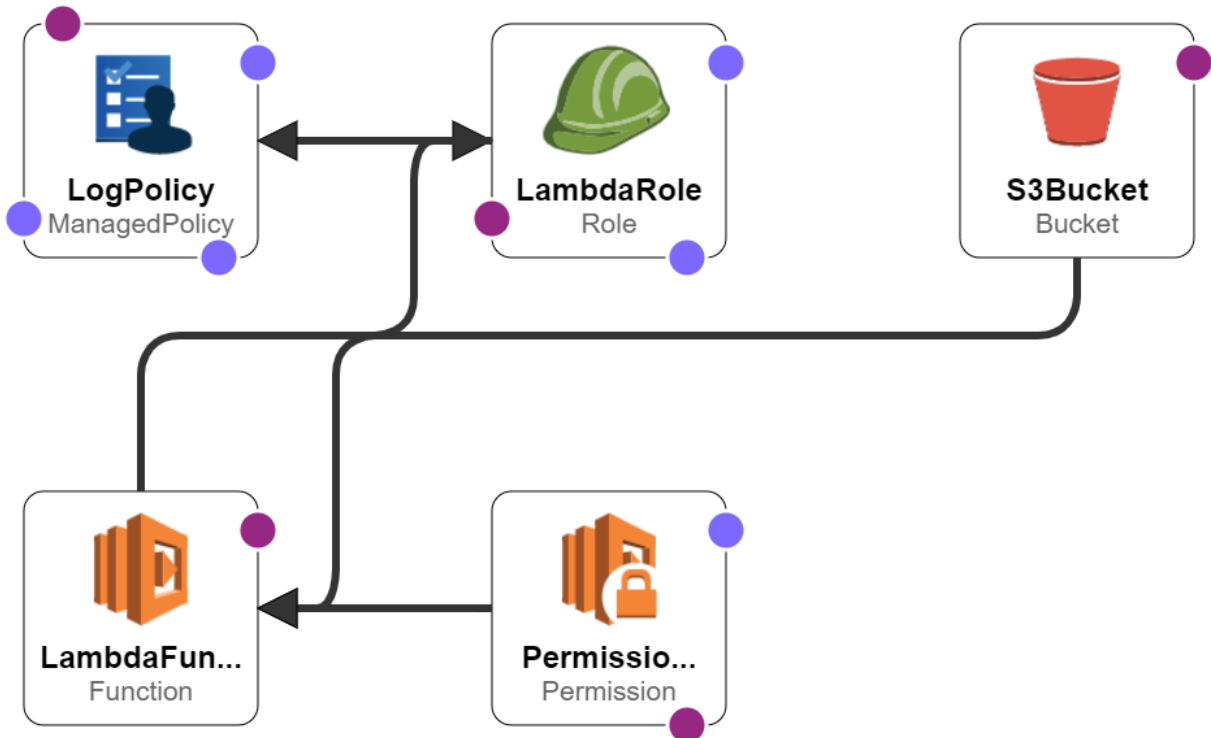 LogPolicy
ManagedPolicy
LambdaRole
Role
S3Bucket
Bucket
LambdaFun...
Function
Permissio...
Permission